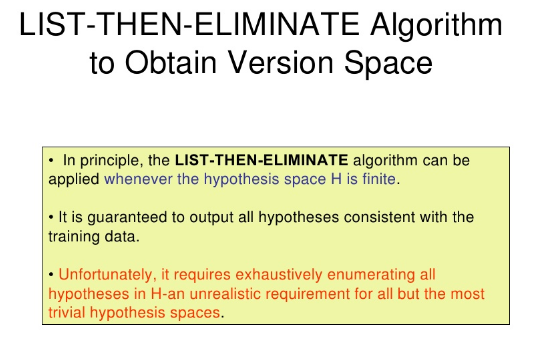 LIST-THEN-ELIMINATE Algorithm
to Obtain Version Space
• In principle, the LIST-THEN-ELIMINATE algorithm can be
applied whenever the hypothesis space H is finite.
• It is guaranteed to output all hypotheses consistent with the
training data.
• Unfortunately, it requires exhaustively enumerating all
hypotheses in H-an unrealistic requirement for all but the most
trivial hypothesis spaces.